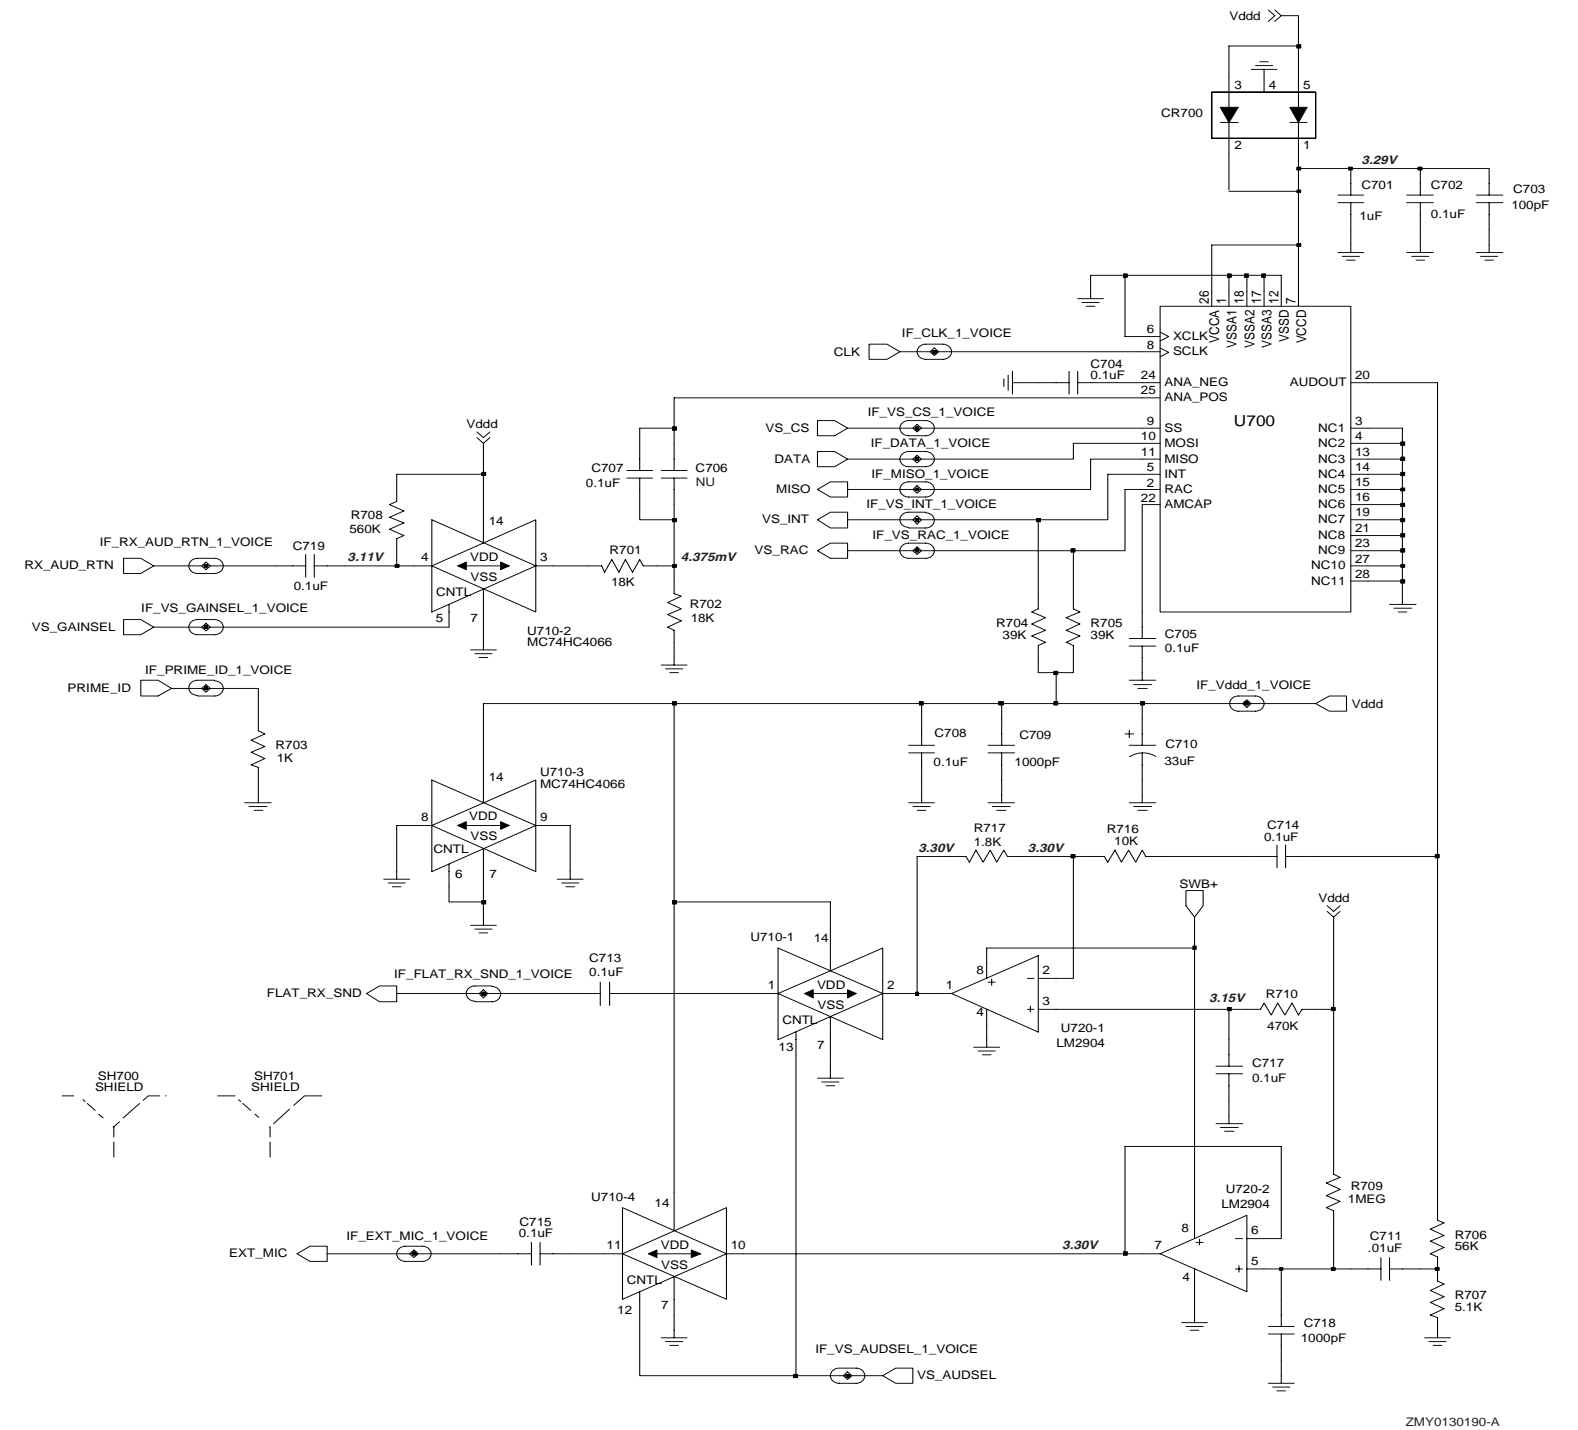 Vddd
3
4
5
CR700
2
1
3.29V
C701
1uF
C702
0.1uF
C703
100pF
26
1
18
17
12
7
VCCA
VSSA1
VSSA2
VSSA3
VSSD
VCCD
IF_CLK_1_VOICE
CLK
6
XCLK
8
SCLK
C704
0.1uF
24
ANA_NEG
25
ANA_POS
AUDOUT
20
U700
IF_VS_CS_1_VOICE
VS_CS
9
SS
IF_DATA_1_VOICE
DATA
10
MOSI
IF_MISO_1_VOICE
MISO
11
MISO
IF_VS_INT_1_VOICE
VS_INT
5
INT
IF_VS_RAC_1_VOICE
VS_RAC
2
RAC
22
AMCAP
NC1
3
NC2
4
NC3
13
NC4
14
NC5
15
NC6
16
NC7
19
NC8
21
NC9
23
NC10
27
NC11
28
Vddd
C707
0.1uF
C706
NU
R708
560K
14
IF_RX_AUD_RTN_1_VOICE
RX_AUD_RTN
C719
0.1uF
3.11V
4
VDD
VSS
CNTL
3
5
7
R701
18K
4.375mV
R702
18K
IF_VS_GAINSEL_1_VOICE
VS_GAINSEL
U710-2
MC74HC4066
R704
39K
R705
39K
C705
0.1uF
IF_PRIME_ID_1_VOICE
PRIME_ID
R703
1K
IF_Vddd_1_VOICE
Vddd
C708
0.1uF
C709
1000pF
C710
+
33uF
U710-3
MC74HC4066
14
8
VDD
VSS
CNTL
9
6
7
3.30V
R717
1.8K
3.30V
R716
10K
C714
0.1uF
SWB+
Vddd
U710-1
14
IF_FLAT_RX_SND_1_VOICE
FLAT_RX_SND
C713
0.1uF
1
VDD
VSS
CNTL
2
13
7
1
8
+
2
-
3
+
4
U720-1
LM2904
3.15V
R710
470K
C717
0.1uF
SH700
SHIELD
SH701
SHIELD
U710-4
14
IF_EXT_MIC_1_VOICE
EXT_MIC
C715
0.1uF
11
VDD
VSS
CNTL
10
12
7
3.30V
7
U720-2
LM2904
8
+
6
-
5
+
4
R709
1MEG
C711
.01uF
R706
56K
R707
5.1K
C718
1000pF
IF_VS_AUDSEL_1_VOICE
VS_AUDSEL
ZMY0130190-A